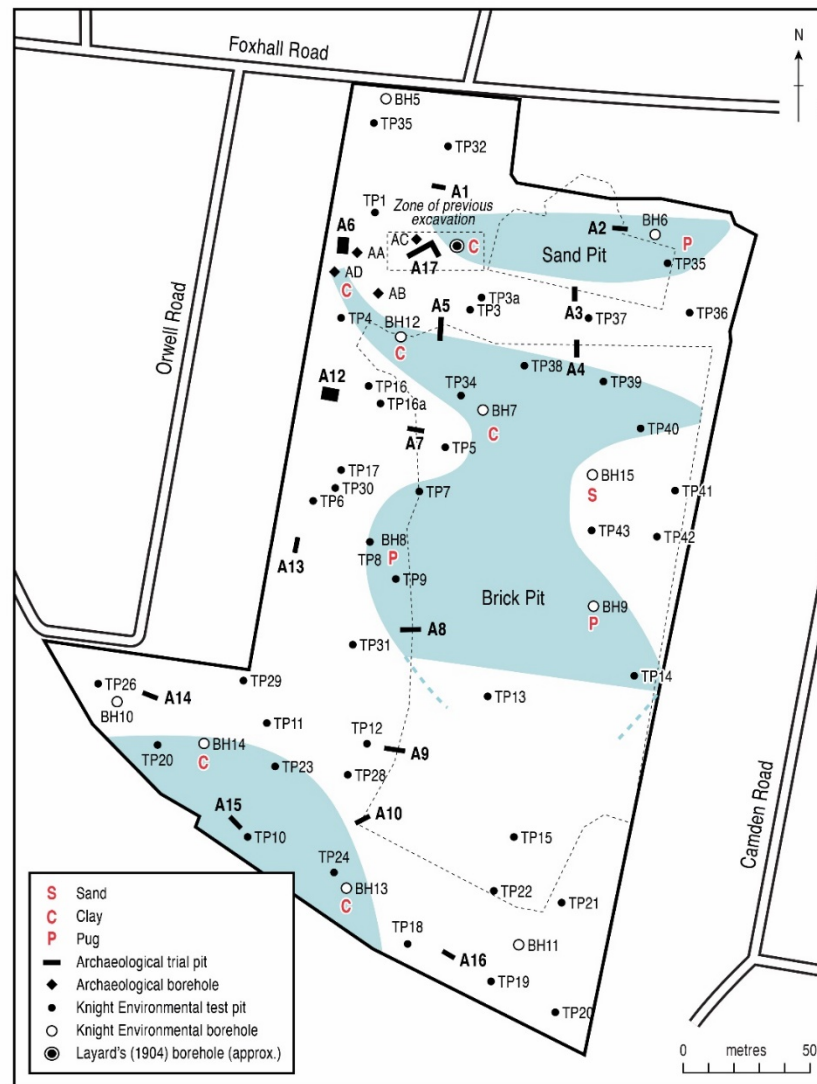 Foxhall Road
N
BH5
TP35
TP32
A1
TP1
Zone of previous
excavation
A2
BH6
A6
AC
C
P
AA
A17
Sand Pit
TP35
AD
C
AB
TP3a
A5
TP3
A3
TP37
TP36
TP4
BH12
C
A4
Orwell Road
TP38
TP39
A12
TP16
TP34
TP16a
BH7
C
A7
TP40
TP5
TP17
BH15
S
TP30
TP7
TP41
TP6
TP43
TP42
A13
BH8
TP8
P
TP9
Brick Pit
BH9
P
A8
TP31
TP14
TP26
TP29
A14
BH10
TP13
TP11
TP12
BH14
C
TP20
A9
TP23
TP28
Camden Road
A15
A10
TP10
TP15
TP24
BH13
C
TP22
TP21
TP18
A16
BH11
TP19
TP20
S Sand
C Clay
P Pug
Archaeological trial pit
Archaeological borehole
Knight Environmental test pit
Knight Environmental borehole
Layard's (1904) borehole (approx.)
0 metres 50